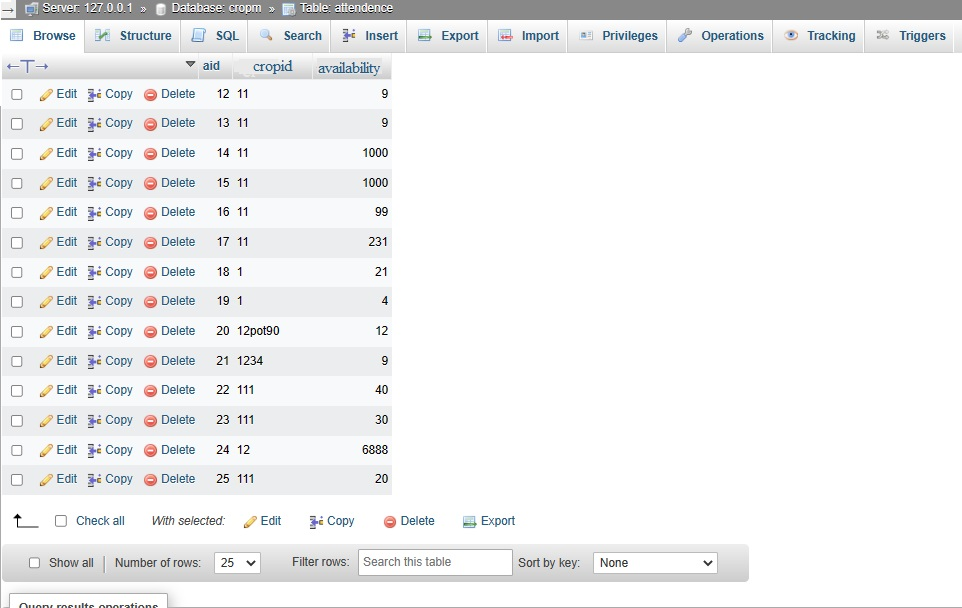 Server: 127.0.0.1 » Database: cropm » Table: attendence
Browse Structure SQL Search Insert Export Import Privileges Operations Tracking Triggers
←T→ aid cropid availability
Edit Copy Delete 12 11 9
Edit Copy Delete 13 11 9
Edit Copy Delete 14 11 1000
Edit Copy Delete 15 11 1000
Edit Copy Delete 16 11 99
Edit Copy Delete 17 11 231
Edit Copy Delete 18 1 21
Edit Copy Delete 19 1 4
Edit Copy Delete 20 12pot90 12
Edit Copy Delete 21 1234 9
Edit Copy Delete 22 111 40
Edit Copy Delete 23 111 30
Edit Copy Delete 24 12 6888
Edit Copy Delete 25 111 20
Check all With selected: Edit Copy Delete Export
Show all Number of rows: 25 Filter rows: Search this table Sort by key: None
Query results operations